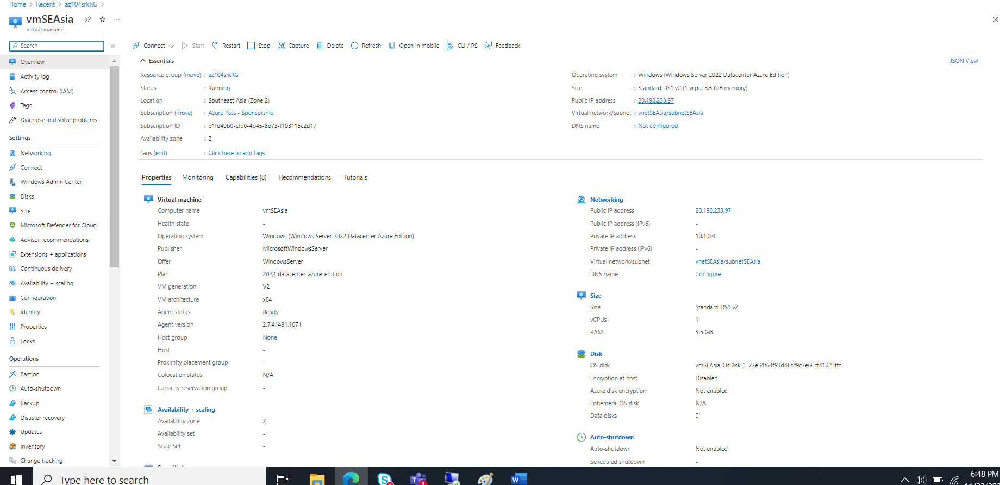 Home > Recent > az104srkRG >
vmSEAsia
Virtual machine
Search
Connect Start Restart Stop Capture Delete Refresh Open in mobile CLI / PS Feedback
Overview
Activity log
Access control (IAM)
Tags
Diagnose and solve problems
Settings
Networking
Connect
Windows Admin Center
Disks
Size
Microsoft Defender for Cloud
Advisor recommendations
Extensions + applications
Continuous delivery
Availability + scaling
Configuration
Identity
Properties
Locks
Operations
Bastion
Auto-shutdown
Backup
Disaster recovery
Updates
Inventory
Change tracking
Essentials
JSON View
Resource group (move) : az104srkRG
Status : Running
Location : Southeast Asia (Zone 2)
Subscription (move) : Azure Pass - Sponsorship
Subscription ID : b1fd49b0-cfb0-4b45-8b73-f103115c2d17
Availability zone : 2
Tags (edit) : Click here to add tags
Operating system : Windows (Windows Server 2022 Datacenter Azure Edition)
Size : Standard DS1 v2 (1 vcpu, 3.5 GiB memory)
Public IP address : 20.198.233.97
Virtual network/subnet : vnetSEAsia/subnetSEAsia
DNS name : Not configured
Properties Monitoring Capabilities (8) Recommendations Tutorials
Virtual machine
Computer name vmSEAsia
Health state -
Operating system Windows (Windows Server 2022 Datacenter Azure Edition)
Publisher MicrosoftWindowsServer
Offer WindowsServer
Plan 2022-datacenter-azure-edition
VM generation V2
VM architecture x64
Agent status Ready
Agent version 2.7.41491.1071
Host group None
Host -
Proximity placement group -
Colocation status N/A
Capacity reservation group -
Availability + scaling
Availability zone 2
Availability set -
Scale Set -
Networking
Public IP address 20.198.233.97
Public IP address (IPv6) -
Private IP address 10.1.0.4
Private IP address (IPv6) -
Virtual network/subnet vnetSEAsia/subnetSEAsia
DNS name Configure
Size
Size Standard DS1 v2
vCPUs 1
RAM 3.5 GiB
Disk
OS disk vmSEAsia_OsDisk_1_72e34f64f93d46df9c7e66cf41023ffc
Encryption at host Disabled
Azure disk encryption Not enabled
Ephemeral OS disk N/A
Data disks 0
Auto-shutdown
Auto-shutdown Not enabled
Scheduled shutdown -
Type here to search
6:48 PM